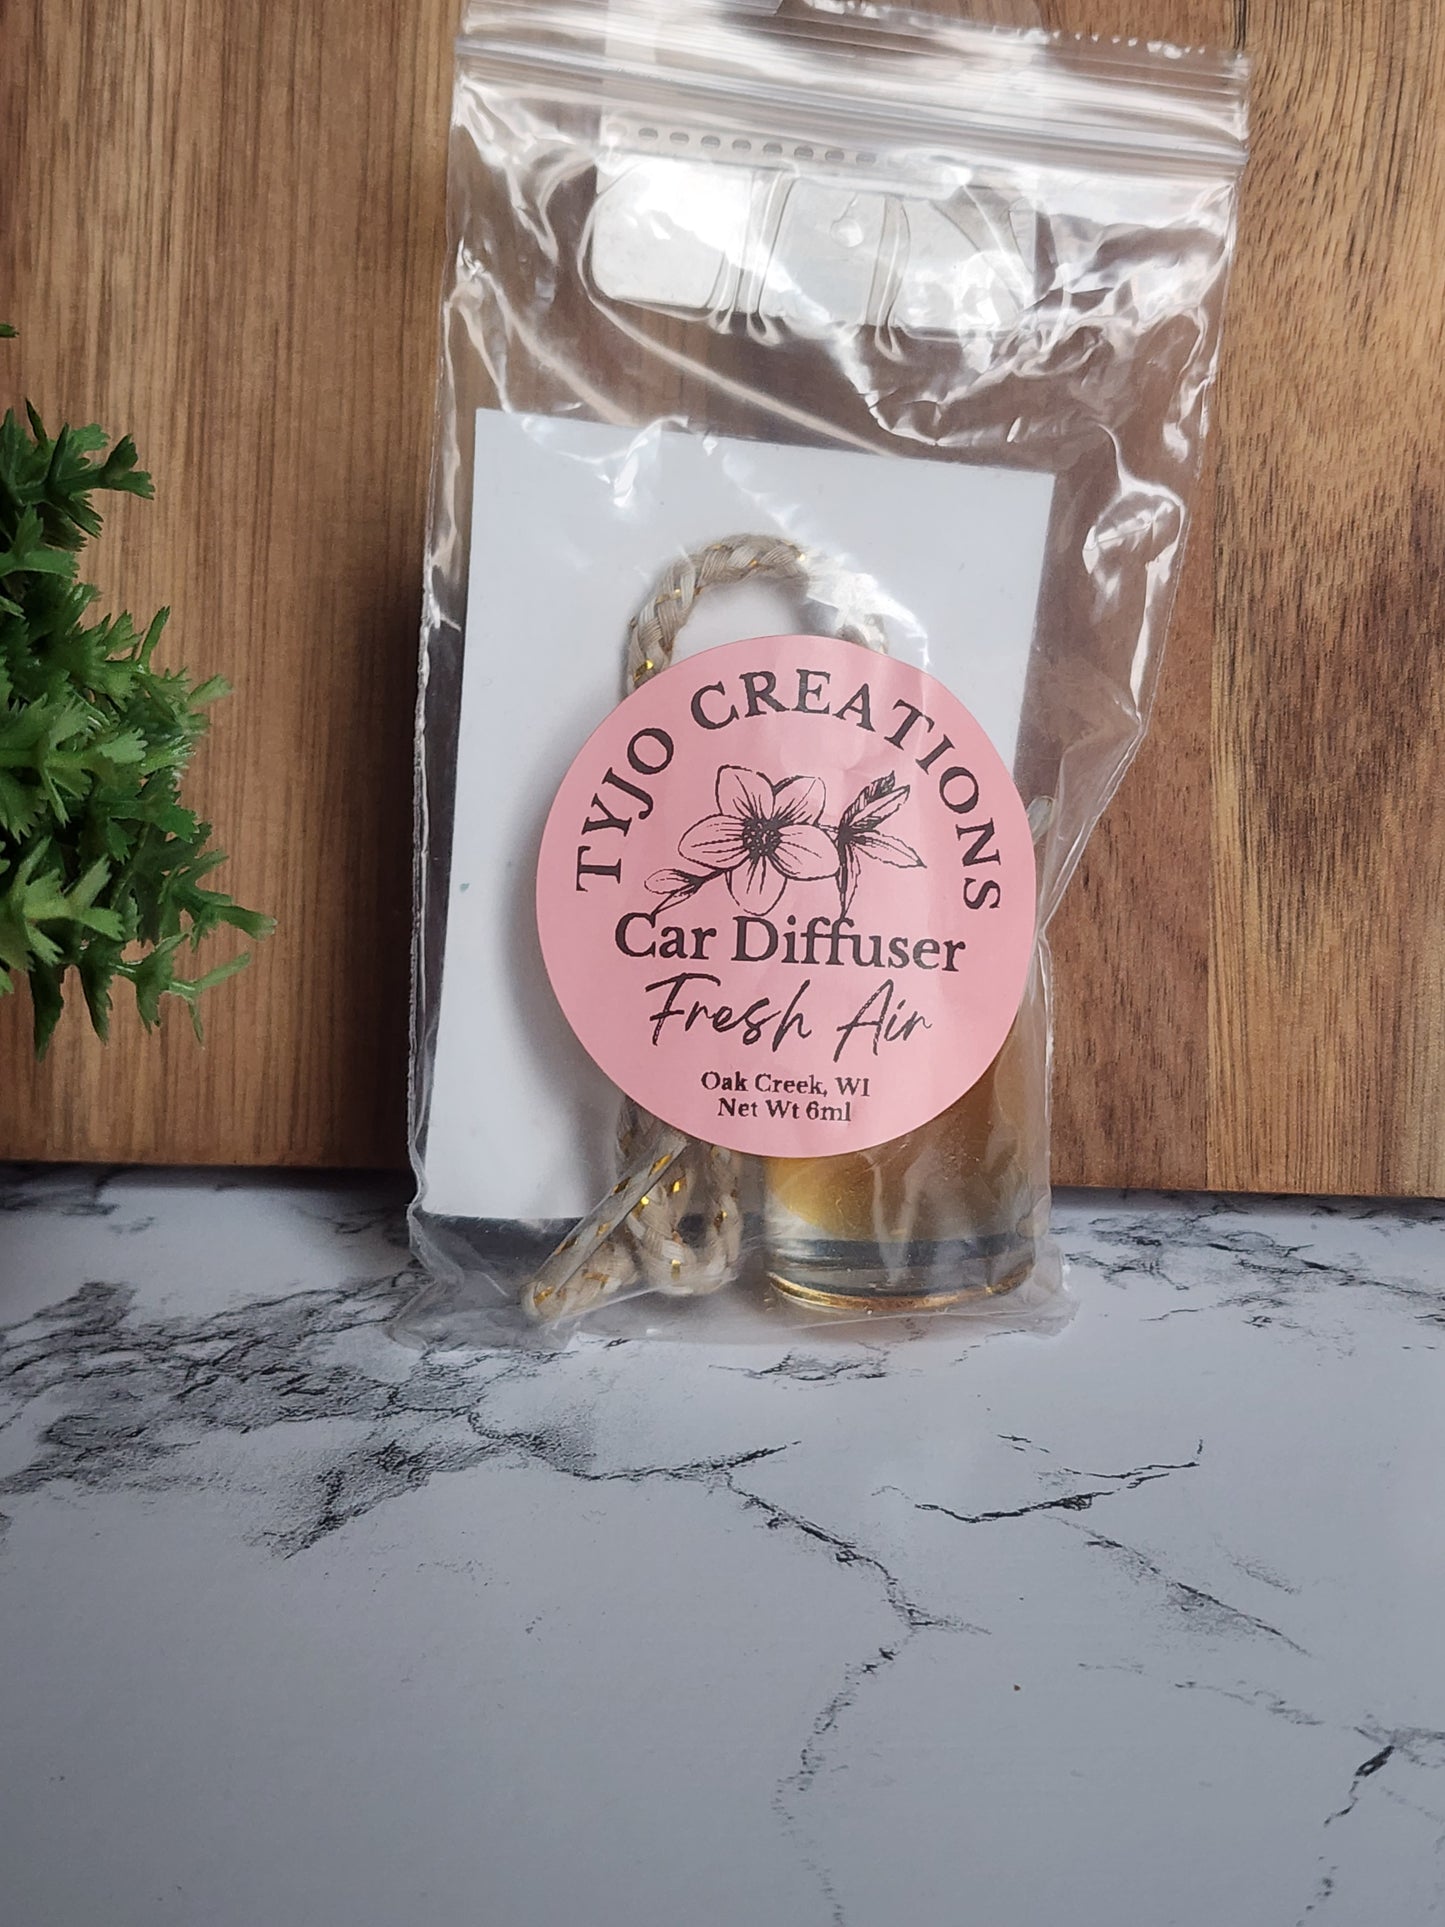 TYJO CREATIONS
Car Diffuser
Fresh Air
Oak Creek, WI
Net Wt 6ml